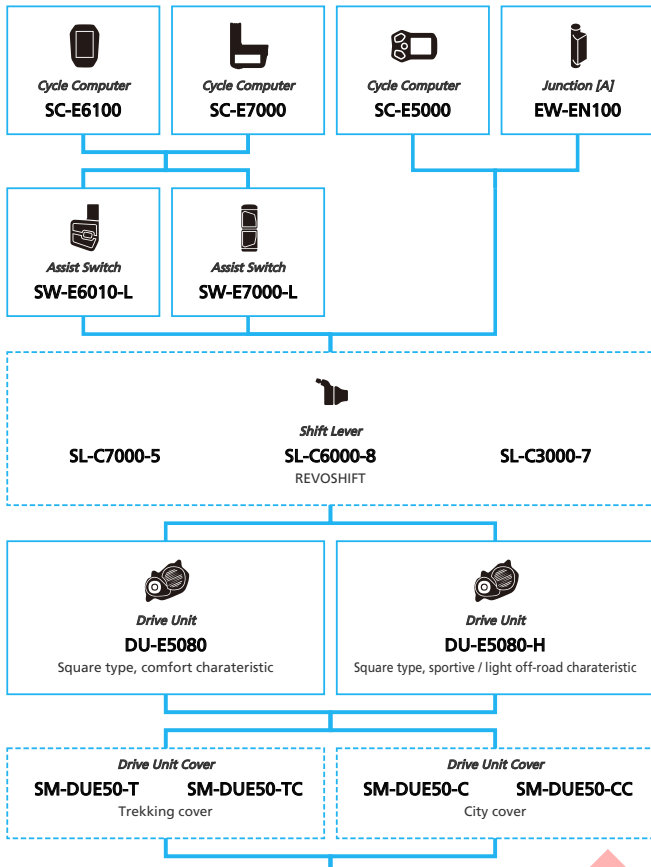 Cycle Computer
SC-E6100
Cycle Computer
SC-E7000
Cycle Computer
SC-E5000
Junction [A]
EW-EN100
Assist Switch
SW-E6010-L
Assist Switch
SW-E7000-L
Shift Lever
SL-C7000-5 SL-C6000-8 SL-C3000-7
REVOSHIFT
Drive Unit
DU-E5080
Square type, comfort charateristic
Drive Unit
DU-E5080-H
Square type, sportive / light off-road charateristic
Drive Unit Cover
SM-DUE50-T SM-DUE50-TC
Trekking cover
Drive Unit Cover
SM-DUE50-C SM-DUE50-CC
City cover